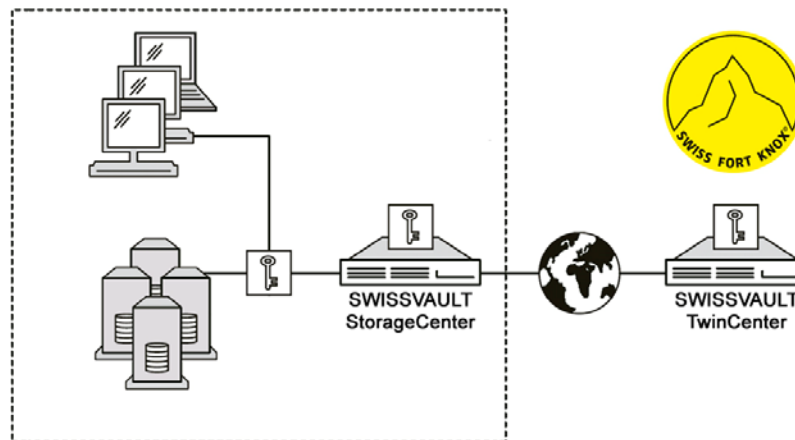 SWISS FORT KNOX®
SWISSVAULT
StorageCenter
SWISSVAULT
TwinCenter